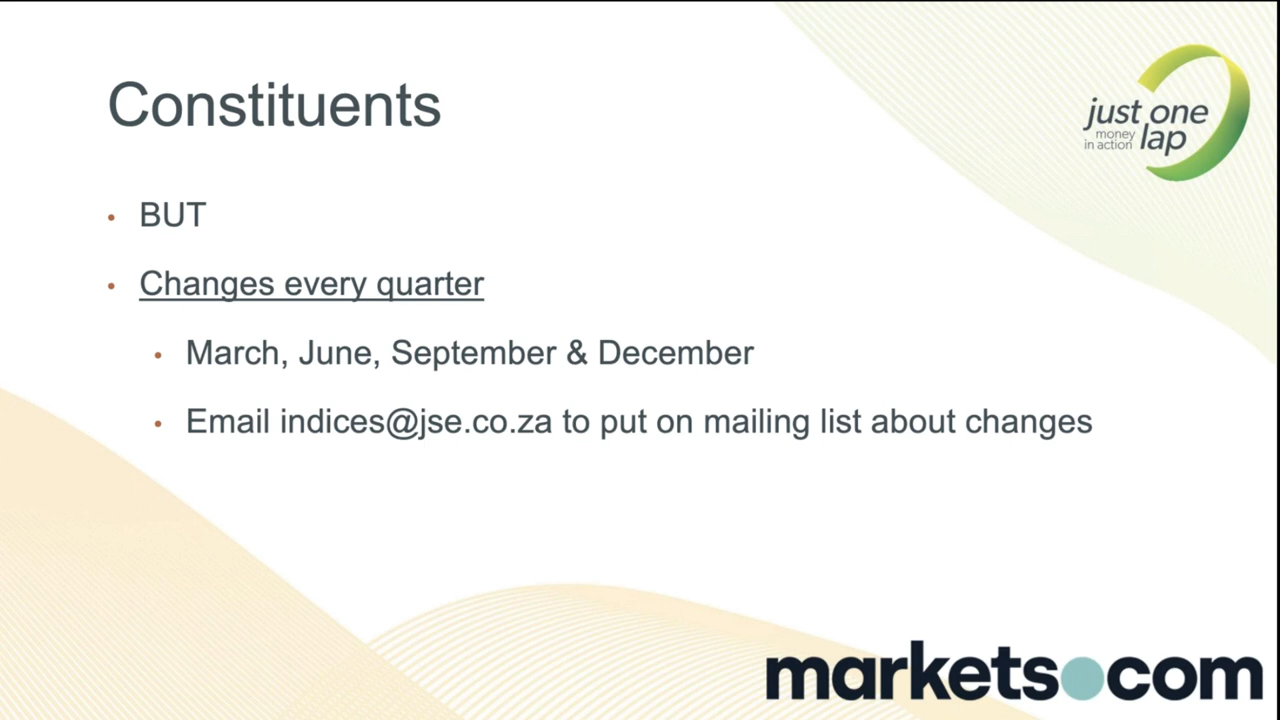 Constituents
just one
money
in action lap
• BUT
• Changes every quarter
• March, June, September & December
• Email indices@jse.co.za to put on mailing list about changes
markets.com